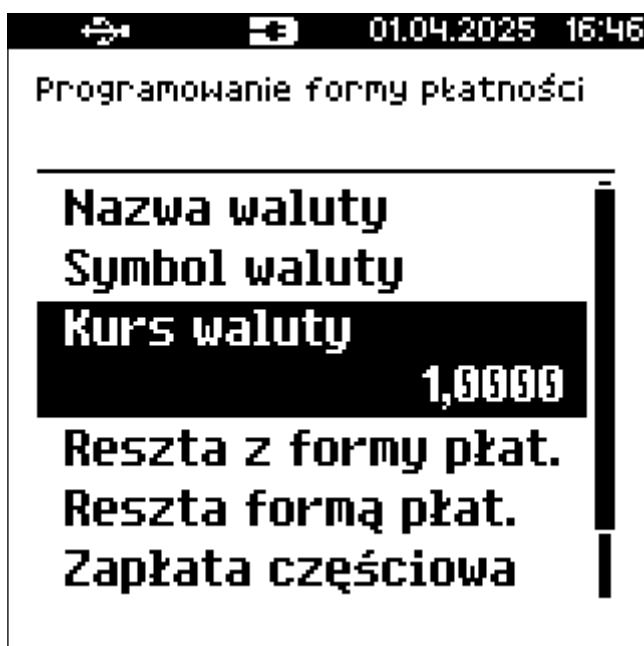 01.04.2025 16:46
Programowanie formy płatności
Nazwa waluty
Symbol waluty
Kurs waluty
1,0000
Reszta z formy płat.
Reszta formą płat.
Zapłata częściowa